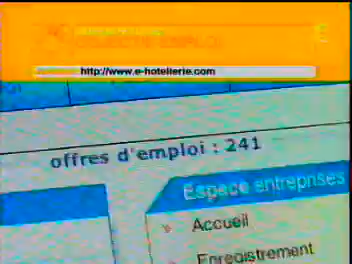 http://www.e-hotellerie.com
offres d'emploi : 241
Espace entreprises
» Accueil
» Enregistrement